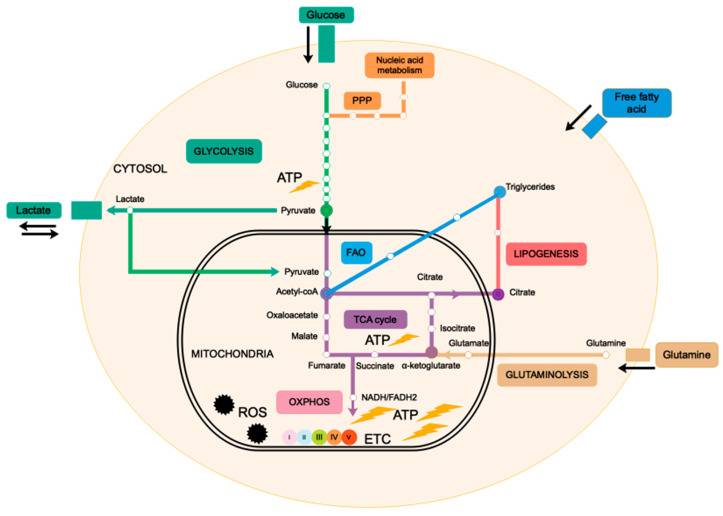 Glucose
Nucleic acid
metabolism
Glucose
PPP
Free fatty
acid
GLYCOLYSIS
CYTOSOL
ATP
Triglycerides
Lactate
Lactate
Pyruvate
FAO
LIPOGENESIS
Pyruvate
Citrate
Acetyl-coA
Citrate
Oxaloacetate
TCA cycle
Isocitrate
Malate
ATP
Glutamate
Glutamine
MITOCHONDRIA
Glutamine
Fumarate
Succinate
α-ketoglutarate
GLUTAMINOLYSIS
OXPHOS
NADH/FADH2
ROS
ATP
I II III IV V
ETC